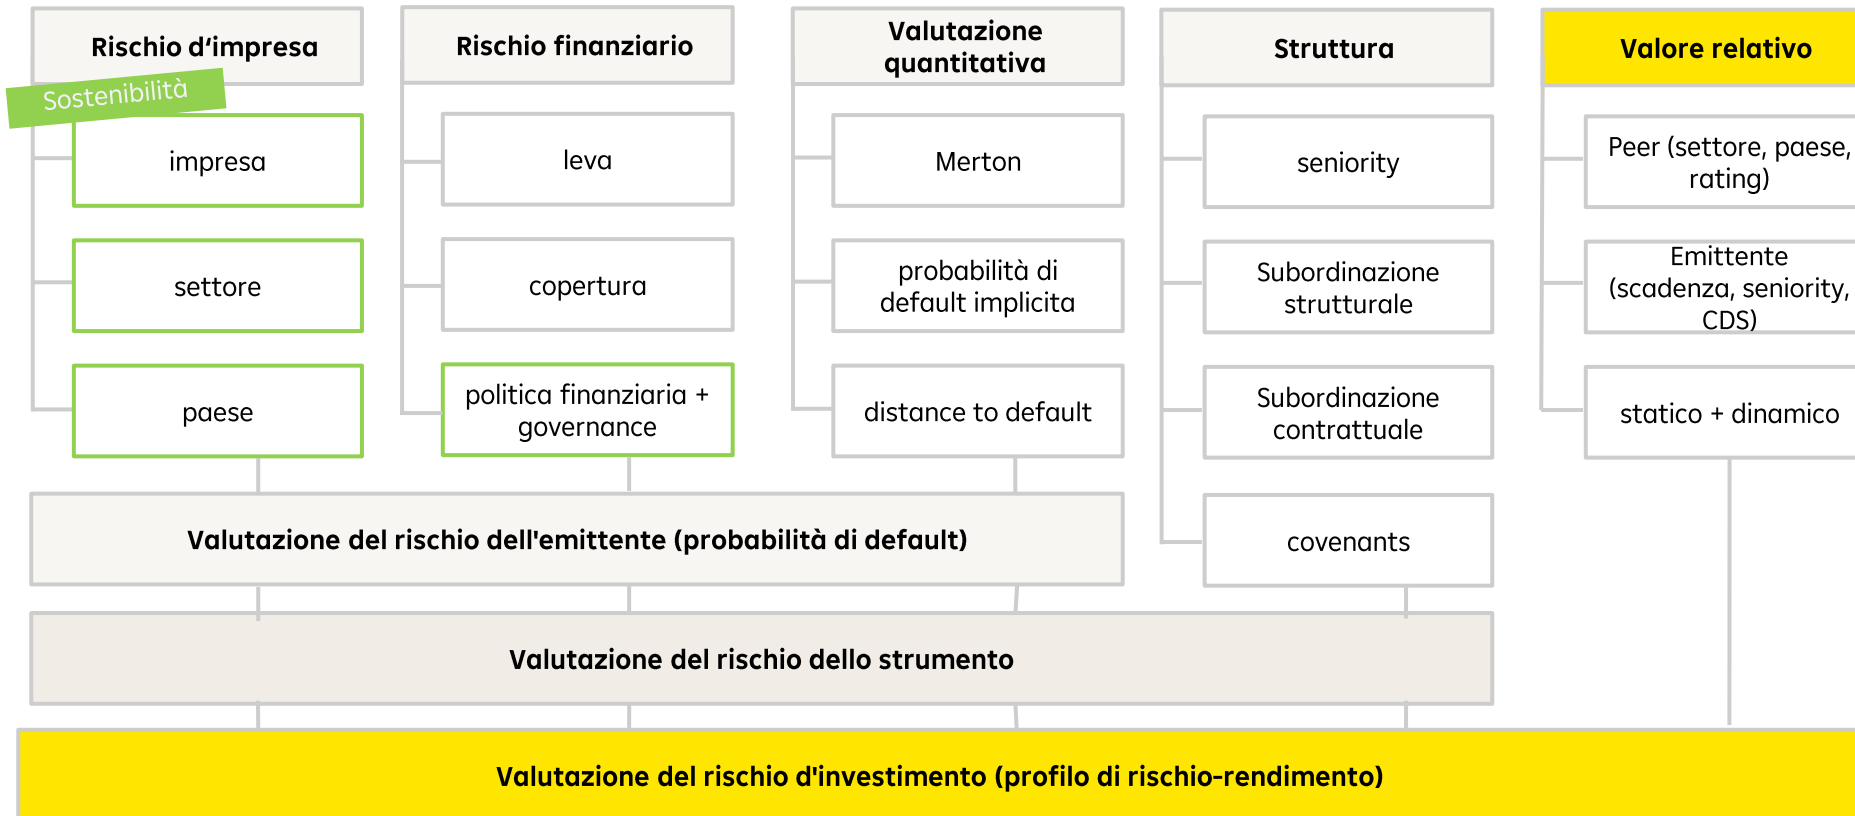 Rischio d‘impresa
Sostenibilità
impresa
settore
paese
Rischio finanziario
leva
copertura
politica finanziaria +
governance
Valutazione
quantitativa
Merton
probabilità di
default implicita
distance to default
Struttura
seniority
Subordinazione
strutturale
Subordinazione
contrattuale
covenants
Valore relativo
Peer (settore, paese,
rating)
Emittente
(scadenza, seniority,
CDS)
statico + dinamico
Valutazione del rischio dell'emittente (probabilità di default)
Valutazione del rischio dello strumento
Valutazione del rischio d'investimento (profilo di rischio-rendimento)